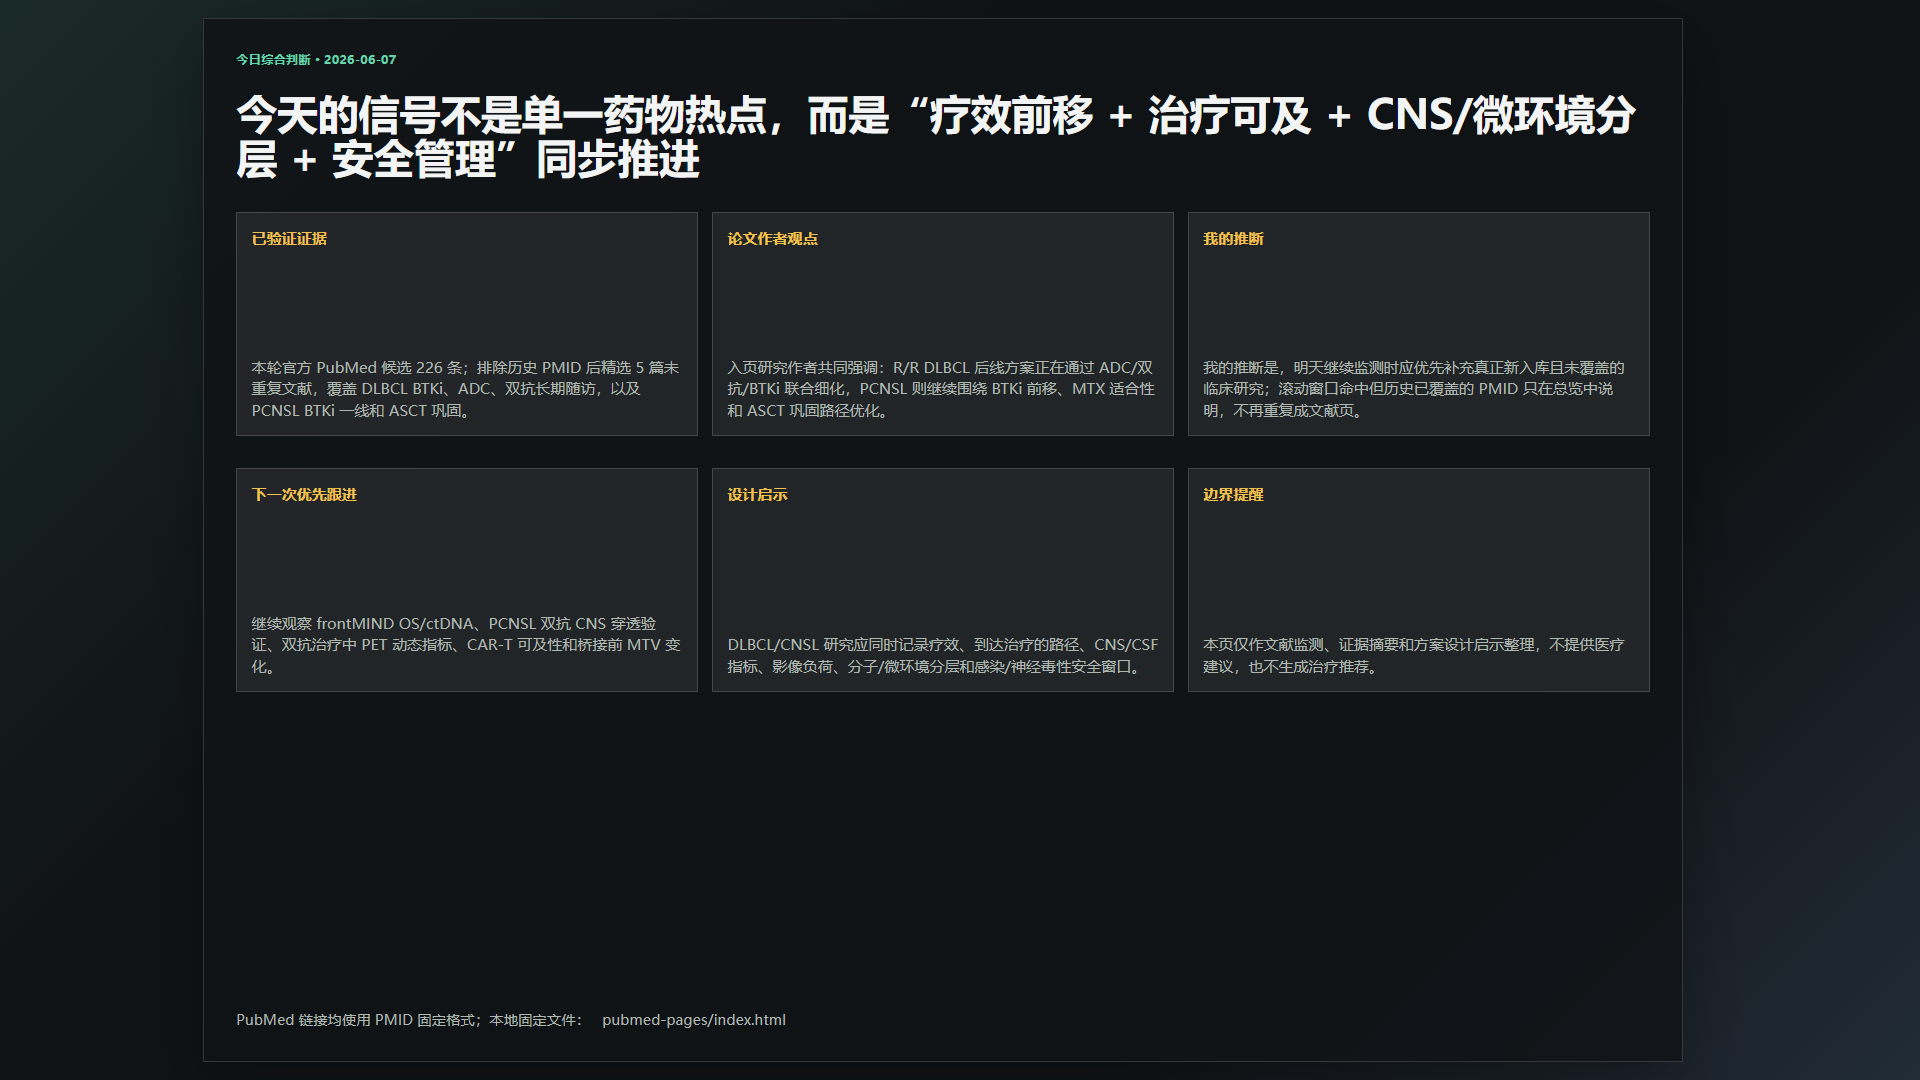 今日综合判断 • 2026-06-07
今天的信号不是单一药物热点，而是“疗效前移 + 治疗可及 + CNS/微环境分
层 + 安全管理”同步推进
已验证证据
本轮官方 PubMed 候选 226 条；排除历史 PMID 后精选 5 篇未
重复文献，覆盖 DLBCL BTKi、ADC、双抗长期随访，以及
PCNSL BTKi 一线和 ASCT 巩固。
论文作者观点
入页研究作者共同强调：R/R DLBCL 后线方案正在通过 ADC/双
抗/BTKi 联合细化，PCNSL 则继续围绕 BTKi 前移、MTX 适合性
和 ASCT 巩固路径优化。
我的推断
我的推断是，明天继续监测时应优先补充真正新入库且未覆盖的
临床研究；滚动窗口命中但历史已覆盖的 PMID 只在总览中说
明，不再重复成文献页。
下一次优先跟进
继续观察 frontMIND OS/ctDNA、PCNSL 双抗 CNS 穿透验
证、双抗治疗中 PET 动态指标、CAR-T 可及性和桥接前 MTV 变
化。
设计启示
DLBCL/CNSL 研究应同时记录疗效、到达治疗的路径、CNS/CSF
指标、影像负荷、分子/微环境分层和感染/神经毒性安全窗口。
边界提醒
本页仅作文献监测、证据摘要和方案设计启示整理，不提供医疗
建议，也不生成治疗推荐。
PubMed 链接均使用 PMID 固定格式；本地固定文件： pubmed-pages/index.html